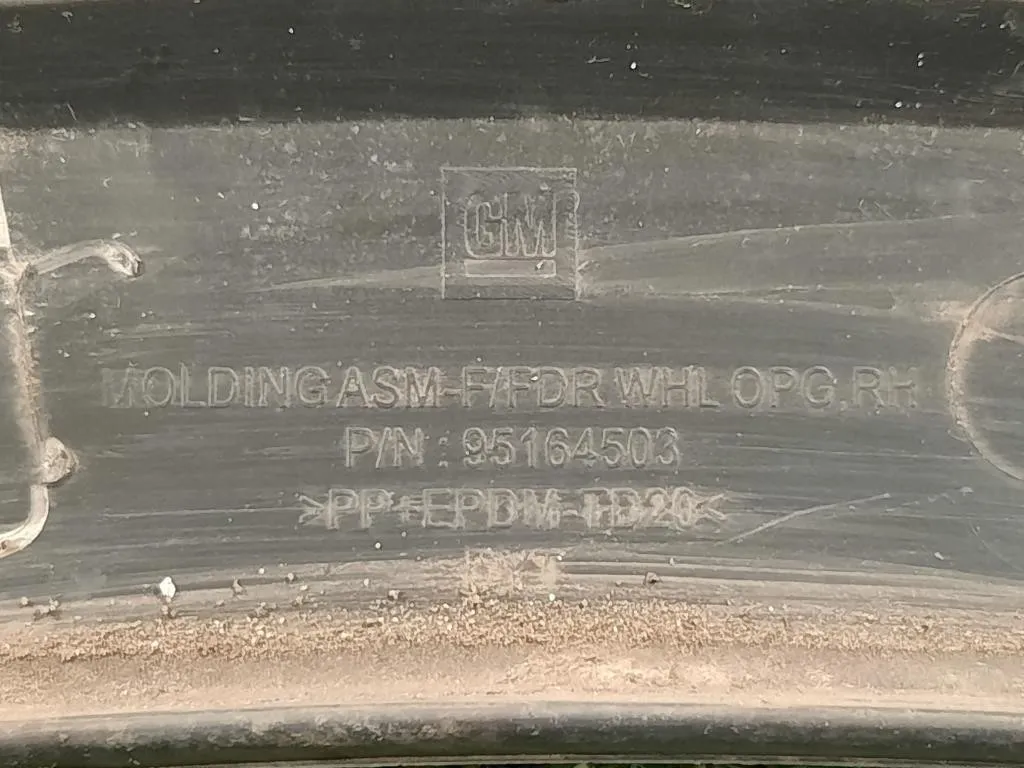 GM
MOLDING ASM-F/FDR WHL OPG,RH
P/N : 95164503
>PP+EPDM-TD20<